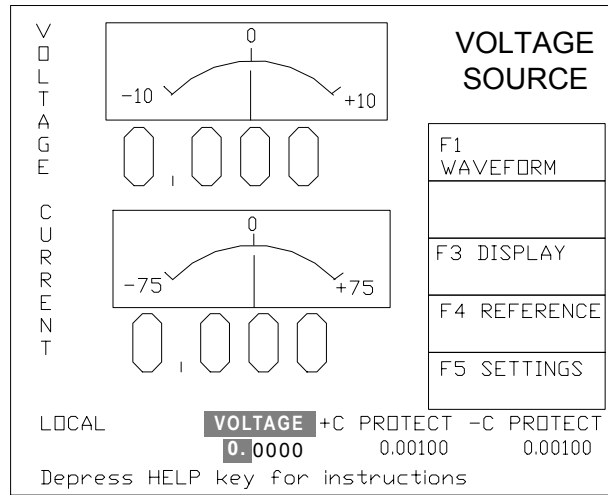 VOLTAGE
0
-10 +10
0,000
VOLTAGE
SOURCE
F1
WAVEFORM
CURRENT
0
-75 +75
0,000
F3 DISPLAY
F4 REFERENCE
F5 SETTINGS
LOCAL VOLTAGE +C PROTECT -C PROTECT
0.0000 0.00100 0.00100
Depress HELP key for instructions